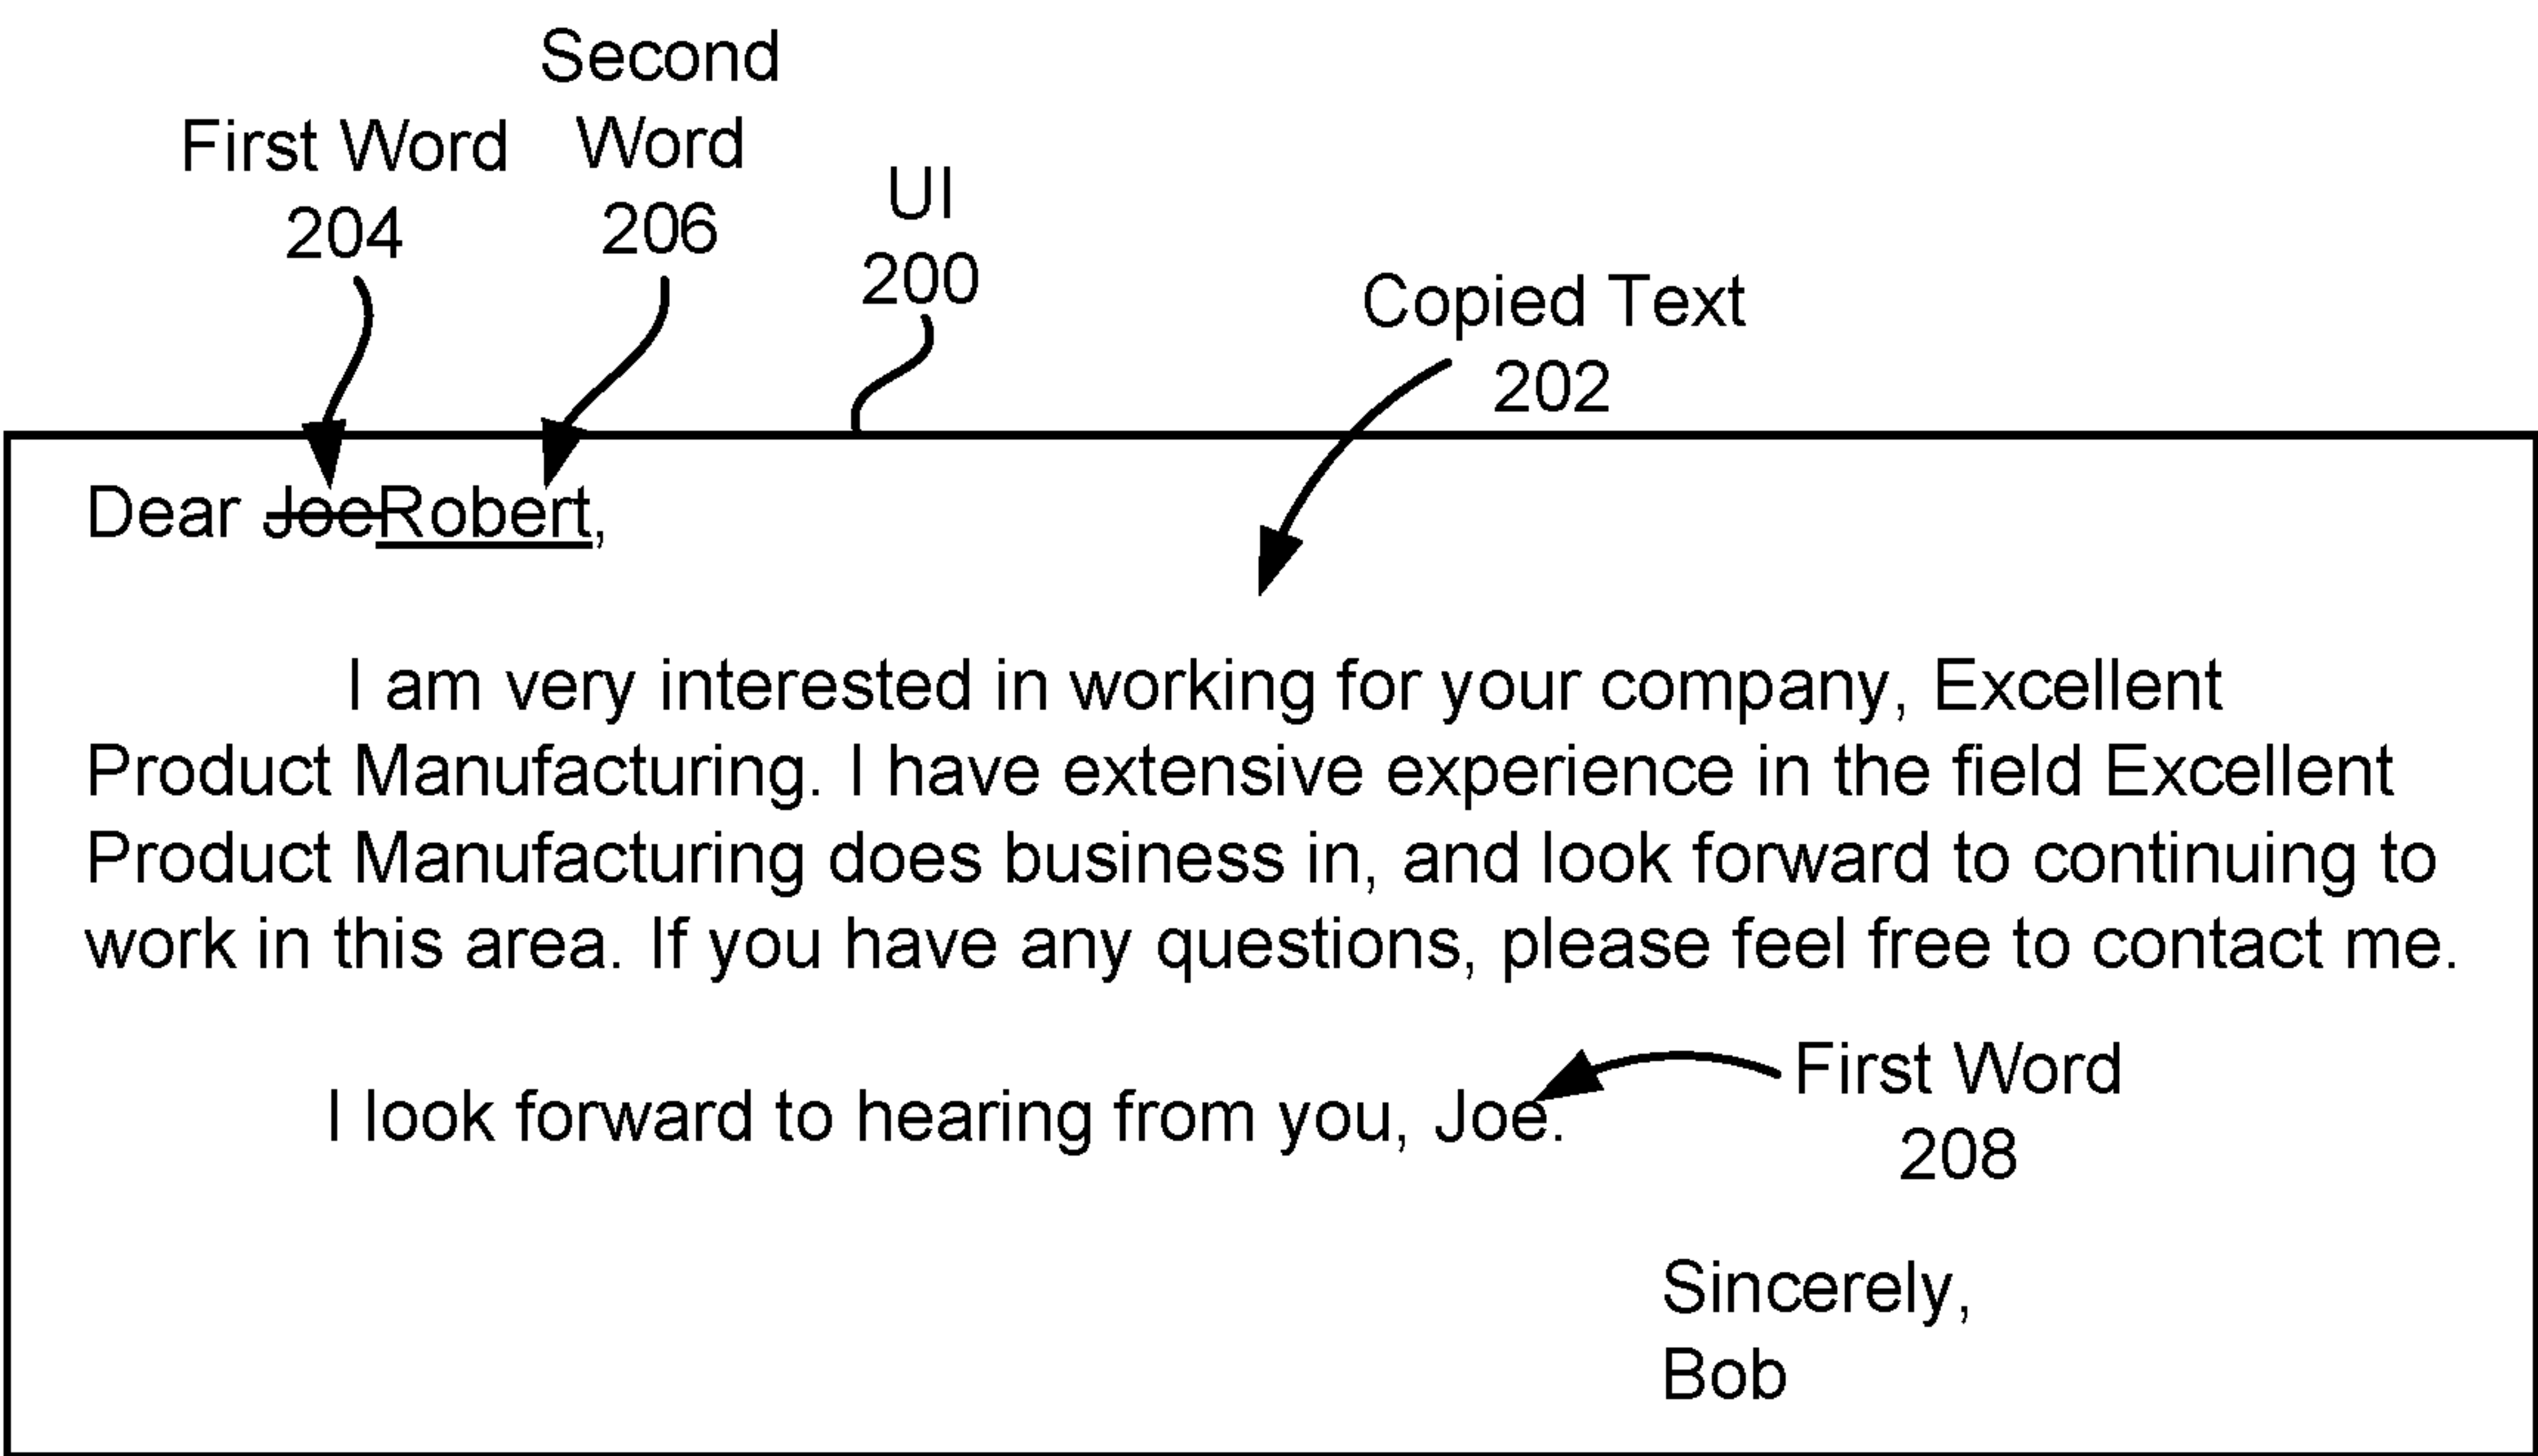 Second
First Word Word
204 206 UI
200
Copied Text
202
Dear JoeRobert,
I am very interested in working for your company, Excellent
Product Manufacturing. I have extensive experience in the field Excellent
Product Manufacturing does business in, and look forward to continuing to
work in this area. If you have any questions, please feel free to contact me.
First Word
208
I look forward to hearing from you, Joe.
Sincerely,
Bob